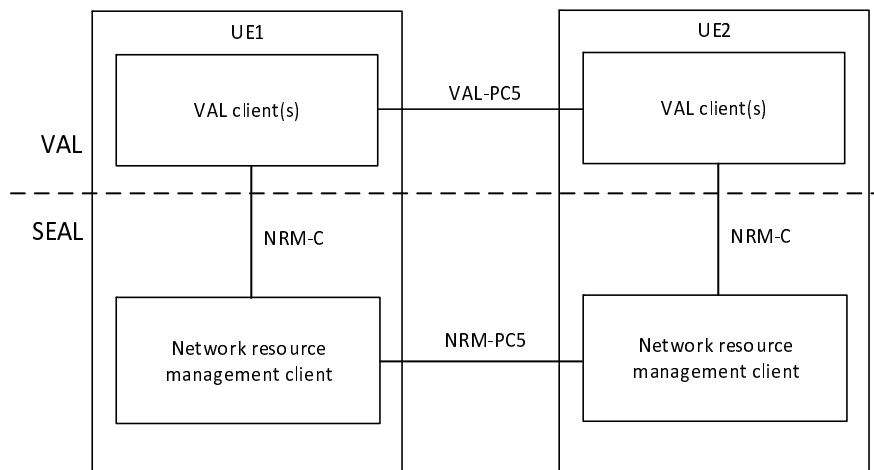 UE1
UE2
VAL client(s)
VAL-PC5
VAL client(s)
VAL
SEAL
NRM-C
NRM-C
Network resource
management client
NRM-PC5
Network resource
management client